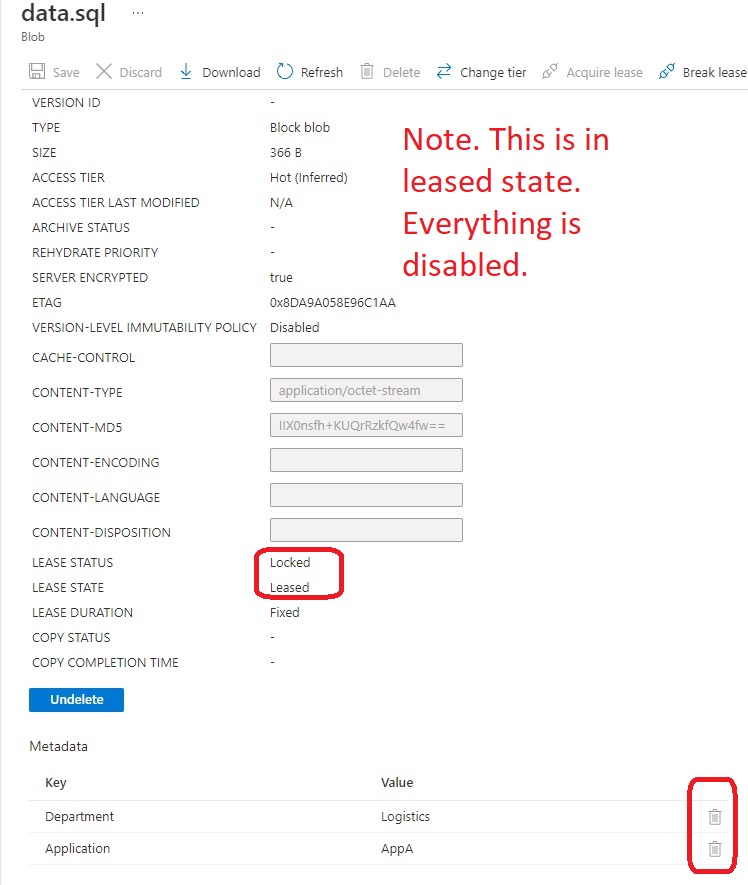 data.sql ...
Blob
Save Discard Download Refresh Delete Change tier Acquire lease Break lease
VERSION ID -
TYPE Block blob
SIZE 366 B
ACCESS TIER Hot (Inferred)
ACCESS TIER LAST MODIFIED N/A
ARCHIVE STATUS -
REHYDRATE PRIORITY -
SERVER ENCRYPTED true
ETAG 0x8DA9A058E96C1AA
VERSION-LEVEL IMMUTABILITY POLICY Disabled
Note. This is in
leased state.
Everything is
disabled.
CACHE-CONTROL
CONTENT-TYPE application/octet-stream
CONTENT-MD5 IIX0nsfh+KUQrRzkfQw4fw==
CONTENT-ENCODING
CONTENT-LANGUAGE
CONTENT-DISPOSITION
LEASE STATUS Locked
LEASE STATE Leased
LEASE DURATION Fixed
COPY STATUS -
COPY COMPLETION TIME -
Undelete
Metadata
Key Value
Department Logistics
Application AppA